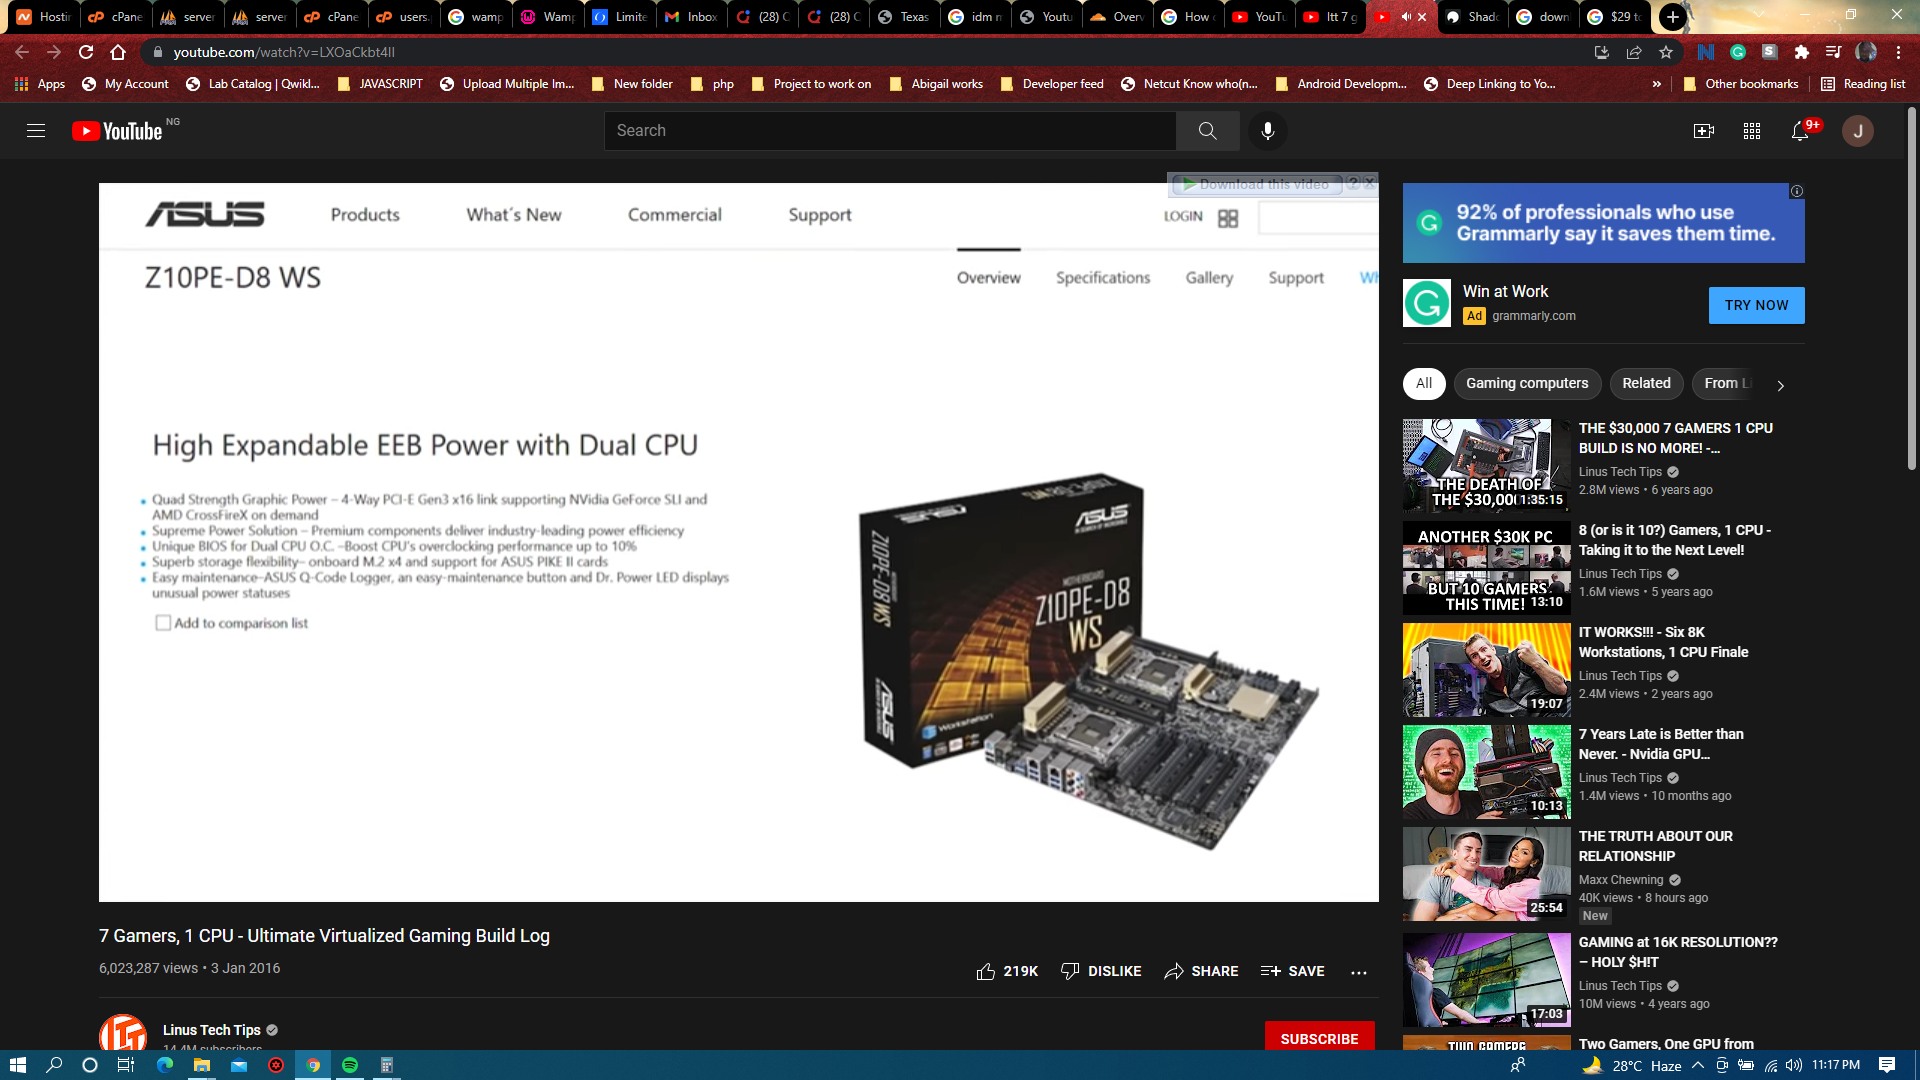 Hostin
cPane
server
server
cPane
users.
wamp
Wamp
Limite
Inbox
(28) C
(28) C
Texas
idm m
Youtu
Overv
How c
YouTu
ltt 7 g
Shado
down
$29 to
youtube.com/watch?v=LXOaCkbt4lI
Apps
My Account
Lab Catalog | Qwikl...
JAVASCRIPT
Upload Multiple Im...
New folder
php
Project to work on
Abigail works
Developer feed
Netcut Know who(n...
Android Developm...
Deep Linking to Yo...
»
Other bookmarks
Reading list
YouTube NG
Search
9+
J
Download this video
ASUS
Products
What's New
Commercial
Support
LOGIN
Z10PE-D8 WS
Overview
Specifications
Gallery
Support
High Expandable EEB Power with Dual CPU
• Quad Strength Graphic Power – 4-Way PCI-E Gen3 x16 link supporting NVidia GeForce SLI and
AMD CrossFireX on demand
• Supreme Power Solution – Premium components deliver industry-leading power efficiency
• Unique BIOS for Dual CPU O.C. –Boost CPU's overclocking performance up to 10%
• Superb storage flexibility– onboard M.2 x4 and support for ASUS PIKE II cards
• Easy maintenance–ASUS Q-Code Logger, an easy-maintenance button and Dr. Power LED displays
unusual power statuses
Add to comparison list
ASUS
Z10PE-D8 WS
MOTHERBOARD
Z10PE-D8
WS
ASUS
Workstation
7 Gamers, 1 CPU - Ultimate Virtualized Gaming Build Log
6,023,287 views • 3 Jan 2016
219K
DISLIKE
SHARE
SAVE
...
Linus Tech Tips
14.4M subscribers
SUBSCRIBE
92% of professionals who use
Grammarly say it saves them time.
Win at Work
Ad grammarly.com
TRY NOW
All
Gaming computers
Related
From Li
THE DEATH OF
THE $30,000
1:35:15
THE $30,000 7 GAMERS 1 CPU
BUILD IS NO MORE! -...
Linus Tech Tips
2.8M views • 6 years ago
ANOTHER $30K PC
BUT 10 GAMERS
THIS TIME!
13:10
8 (or is it 10?) Gamers, 1 CPU -
Taking it to the Next Level!
Linus Tech Tips
1.6M views • 5 years ago
19:07
IT WORKS!!! - Six 8K
Workstations, 1 CPU Finale
Linus Tech Tips
2.4M views • 2 years ago
10:13
7 Years Late is Better than
Never. - Nvidia GPU...
Linus Tech Tips
1.4M views • 10 months ago
25:54
THE TRUTH ABOUT OUR
RELATIONSHIP
Maxx Chewning
40K views • 8 hours ago
New
17:03
GAMING at 16K RESOLUTION??
– HOLY $H!T
Linus Tech Tips
10M views • 4 years ago
TWO GAMERS
Two Gamers, One GPU from
28°C Haze
11:17 PM